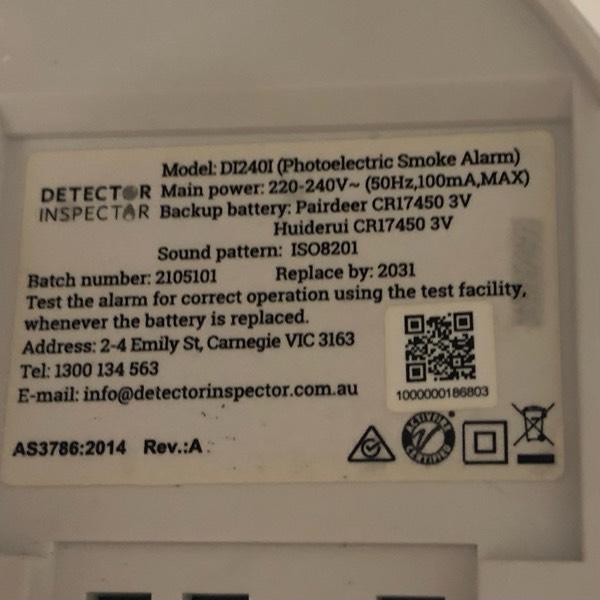 Model: DI240I (Photoelectric Smoke Alarm)
DETECTOR
INSPECTAR
Main power: 220-240V~ (50Hz,100mA,MAX)
Backup battery: Pairdeer CR17450 3V
Huiderui CR17450 3V
Sound pattern: ISO8201
Batch number: 2105101 Replace by: 2031
Test the alarm for correct operation using the test facility,
whenever the battery is replaced.
Address: 2-4 Emily St, Carnegie VIC 3163
Tel: 1300 134 563
E-mail: info@detectorinspector.com.au
1000000186803
AS3786:2014 Rev.:A
ACTIVFIRE
CERTIFIED